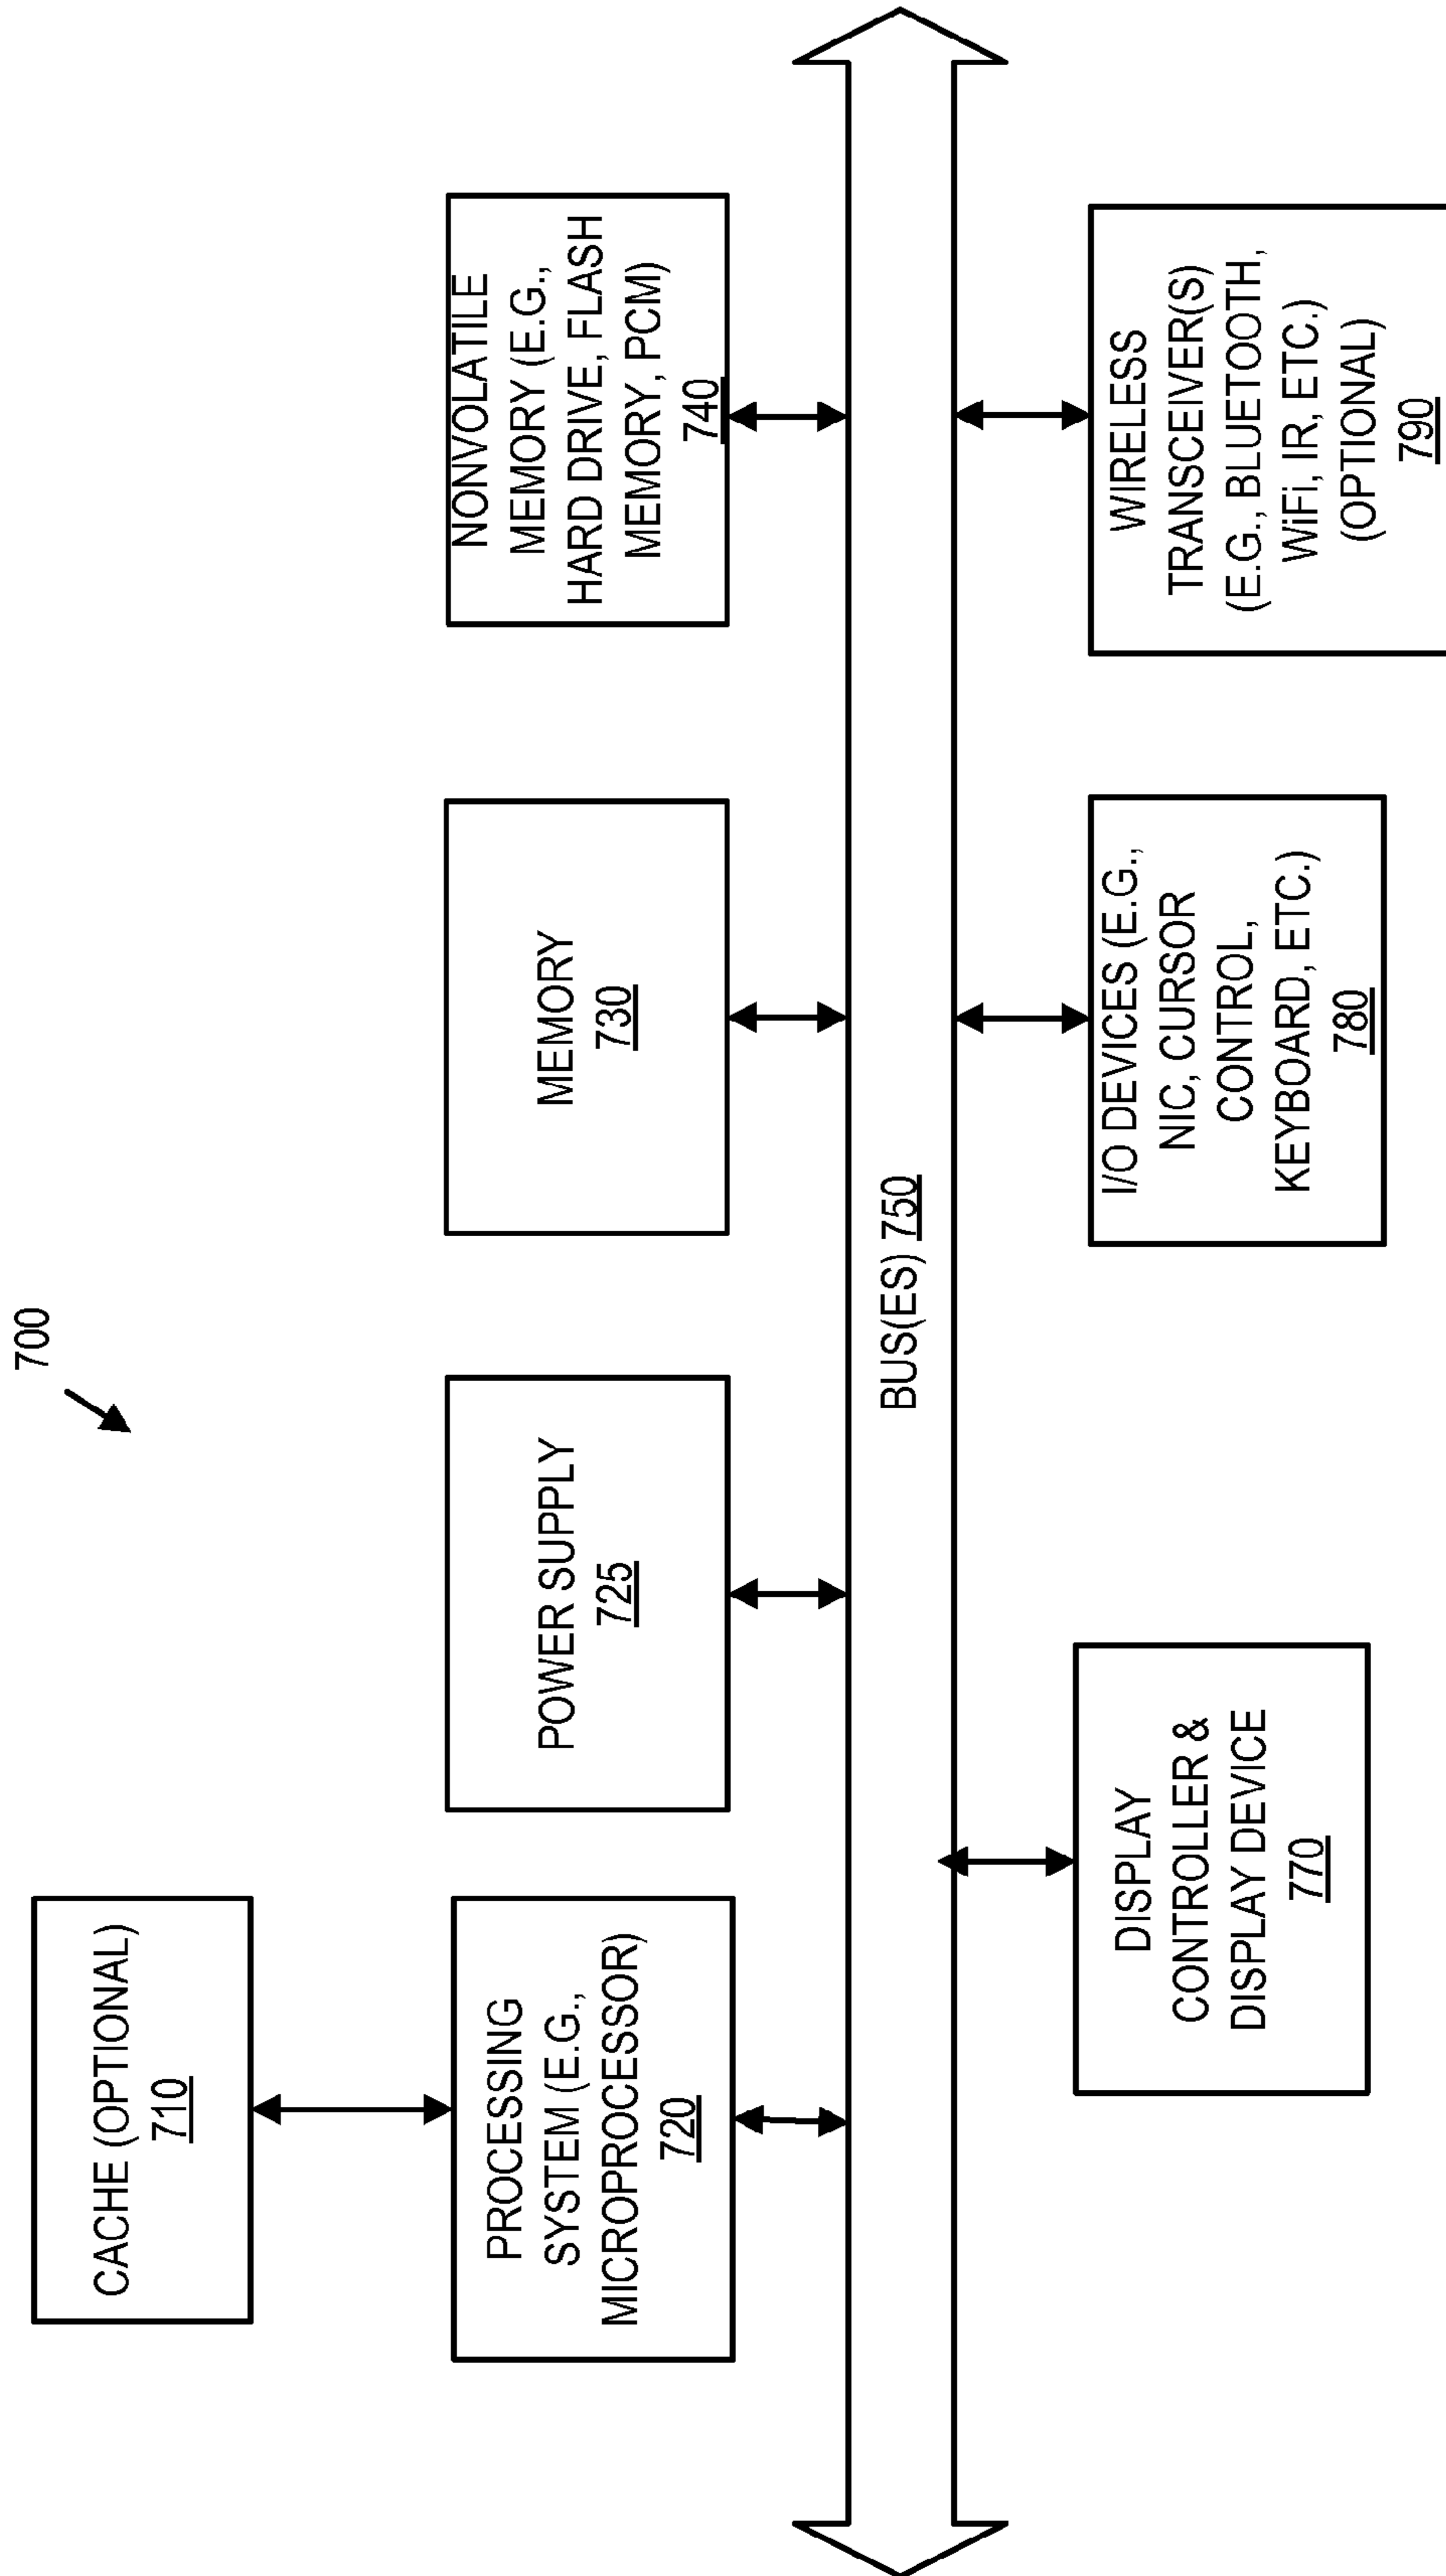 700
CACHE (OPTIONAL)
710
PROCESSING
SYSTEM (E.G.,
MICROPROCESSOR)
720
POWER SUPPLY
725
MEMORY
730
NONVOLATILE
MEMORY (E.G.,
HARD DRIVE, FLASH
MEMORY, PCM)
740
BUS(ES) 750
DISPLAY
CONTROLLER &
DISPLAY DEVICE
770
I/O DEVICES (E.G.,
NIC, CURSOR
CONTROL,
KEYBOARD, ETC.)
780
WIRELESS
TRANSCEIVER(S)
(E.G., BLUETOOTH,
WiFi, IR, ETC.)
(OPTIONAL)
790